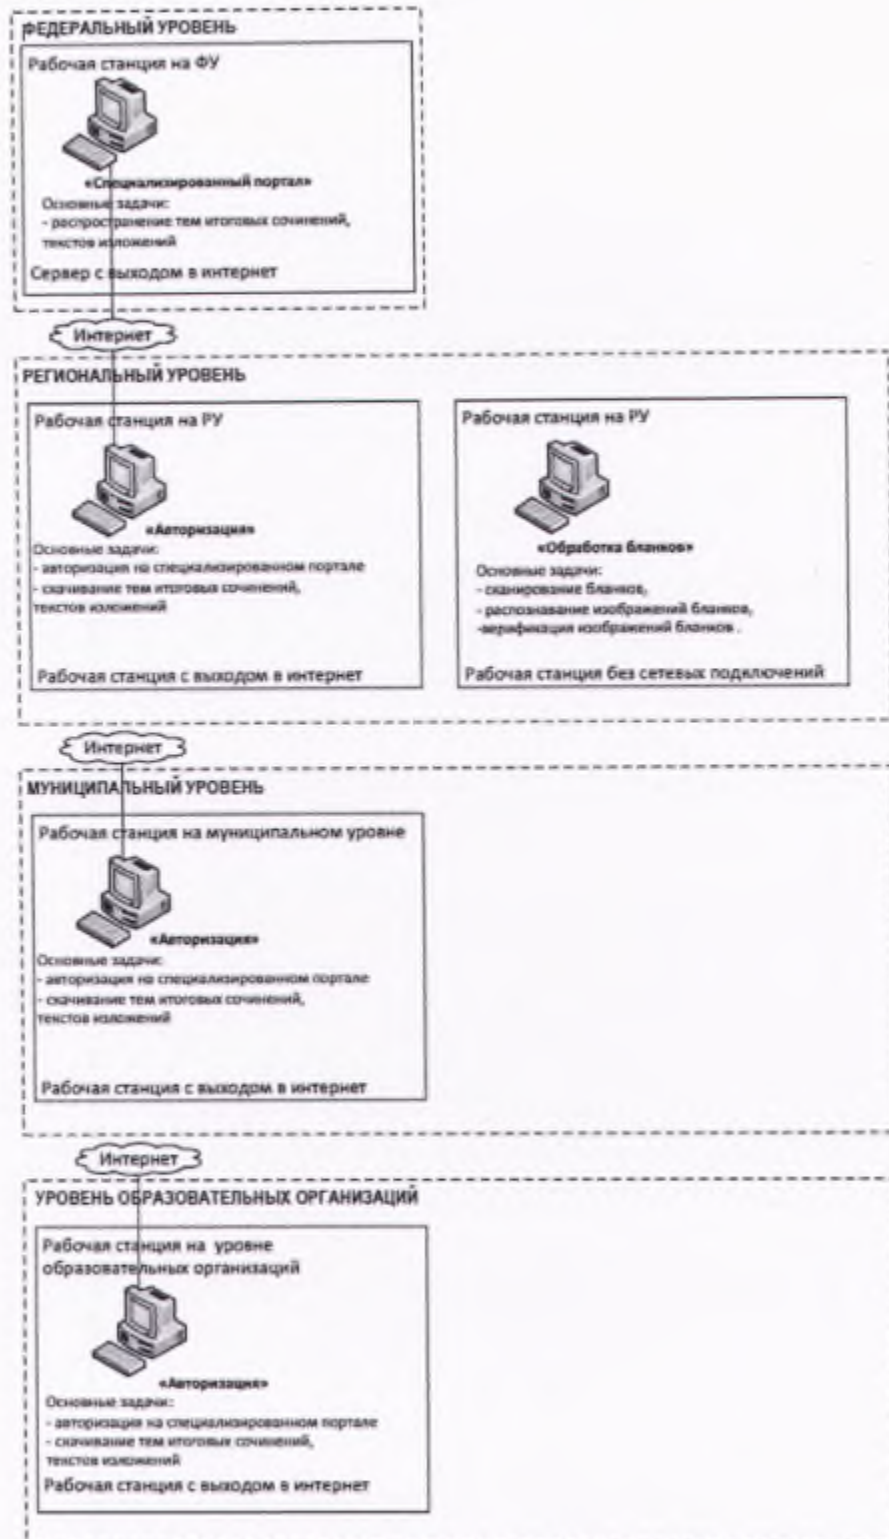 ФЕДЕРАЛЬНЫЙ УРОВЕНЬ
Рабочая станция на ФУ
«Специализированный портал»
Основные задачи:
- распространение тем итоговых сочинений,
текстов изложений
Сервер с выходом в интернет
Интернет
РЕГИОНАЛЬНЫЙ УРОВЕНЬ
Рабочая станция на РУ
«Авторизация»
Основные задачи:
- авторизация на специализированном портале
- скачивание тем итоговых сочинений,
текстов изложений
Рабочая станция с выходом в интернет
Рабочая станция на РУ
«Обработка бланков»
Основные задачи:
- сканирование бланков,
- распознавание изображений бланков,
-верификация изображений бланков .
Рабочая станция без сетевых подключений
Интернет
МУНИЦИПАЛЬНЫЙ УРОВЕНЬ
Рабочая станция на муниципальном уровне
«Авторизация»
Основные задачи:
- авторизация на специализированном портале
- скачивание тем итоговых сочинений,
текстов изложений
Рабочая станция с выходом в интернет
Интернет
УРОВЕНЬ ОБРАЗОВАТЕЛЬНЫХ ОРГАНИЗАЦИЙ
Рабочая станция на уровне
образовательных организаций
«Авторизация»
Основные задачи:
- авторизация на специализированном портале
- скачивание тем итоговых сочинений,
текстов изложений
Рабочая станция с выходом в интернет